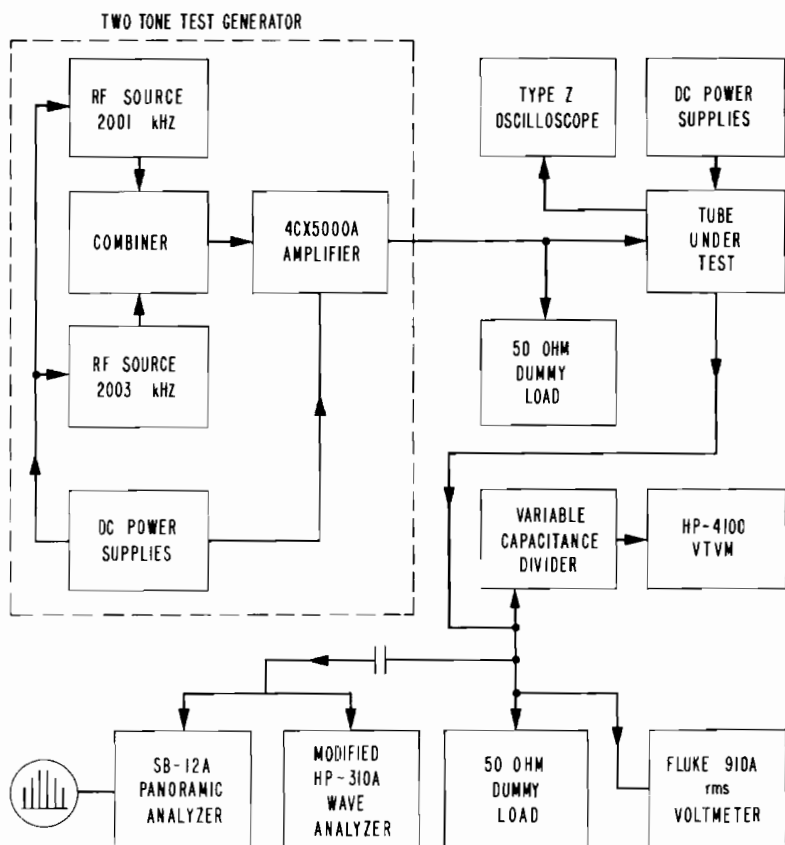 TWO TONE TEST GENERATOR
RF SOURCE
2001 kHz
COMBINER
RF SOURCE
2003 kHz
DC POWER
SUPPLIES
4CX5000A
AMPLIFIER
TYPE Z
OSCILLOSCOPE
DC POWER
SUPPLIES
TUBE
UNDER
TEST
50 OHM
DUMMY
LOAD
VARIABLE
CAPACITANCE
DIVIDER
HP-4100
VTVM
SB-12A
PANORAMIC
ANALYZER
MODIFIED
HP-310A
WAVE
ANALYZER
50 OHM
DUMMY
LOAD
FLUKE 910A
rms
VOLTMETER